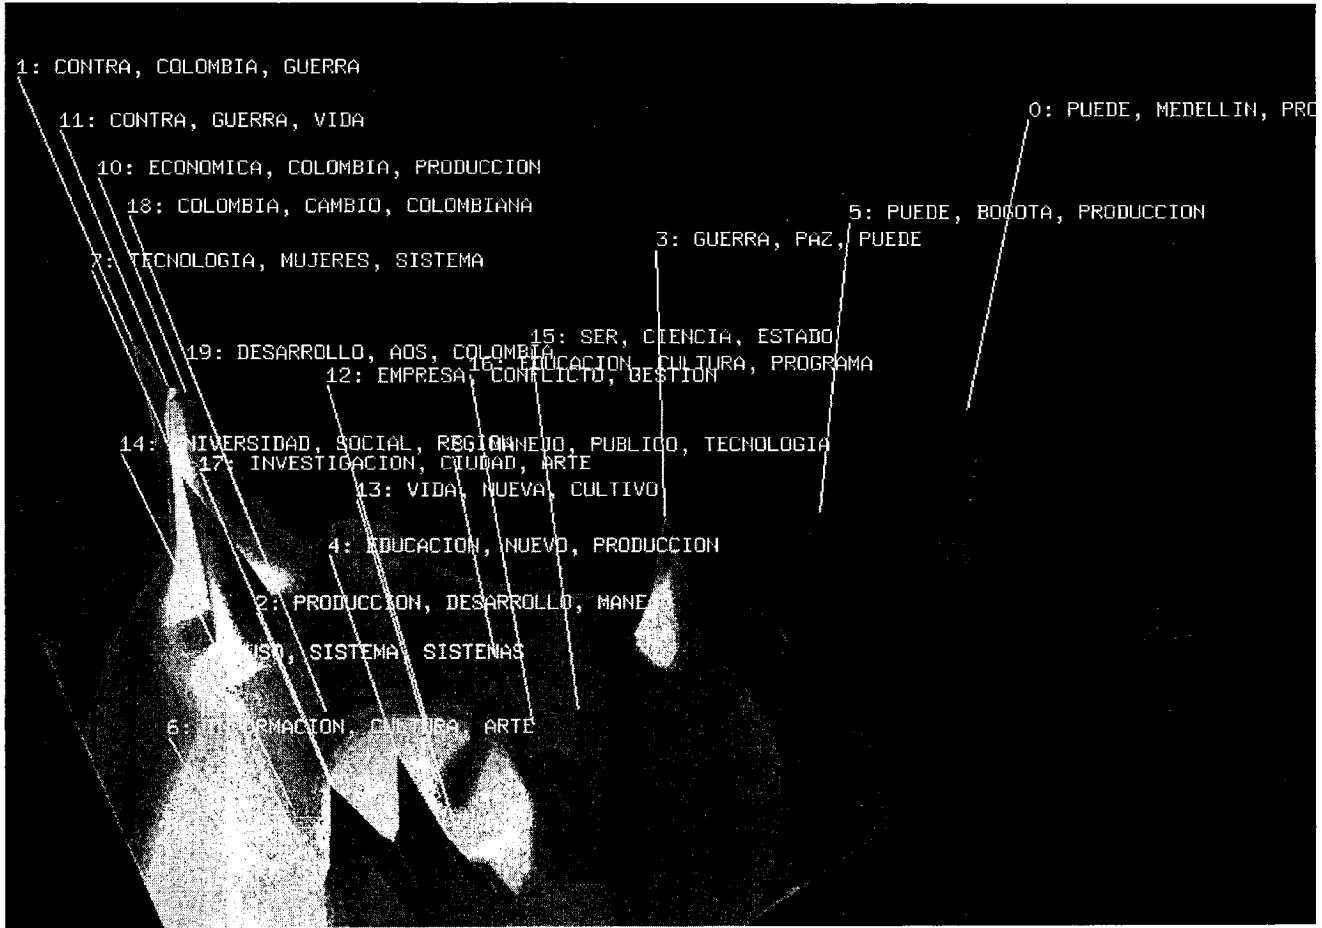 1: CONTRA, COLOMBIA, GUERRA
0: PUEDE, MEDELLIN, PRO
11: CONTRA, GUERRA, VIDA
10: ECONOMICA, COLOMBIA, PRODUCCION
18: COLOMBIA, CAMBIO, COLOMBIANA
5: PUEDE, BOGOTA, PRODUCCION
3: GUERRA, PAZ, PUEDE
7: TECNOLOGIA, MUJERES, SISTEMA
15: SER, CIENCIA, ESTADO
19: DESARROLLO, AOS, COLOMBIA
16: EDUCACION, CULTURA, PROGRAMA
12: EMPRESA, CONFLICTO, GESTION
14: UNIVERSIDAD, SOCIAL, REGION
MANEJO, PUBLICO, TECNOLOGIA
17: INVESTIGACION, CIUDAD, ARTE
13: VIDA, NUEVA, CULTIVO
4: EDUCACION, NUEVO, PRODUCCION
2: PRODUCCION, DESARROLLO, MANEJO
USO, SISTEMA, SISTEMAS
6: INFORMACION, CULTURA, ARTE